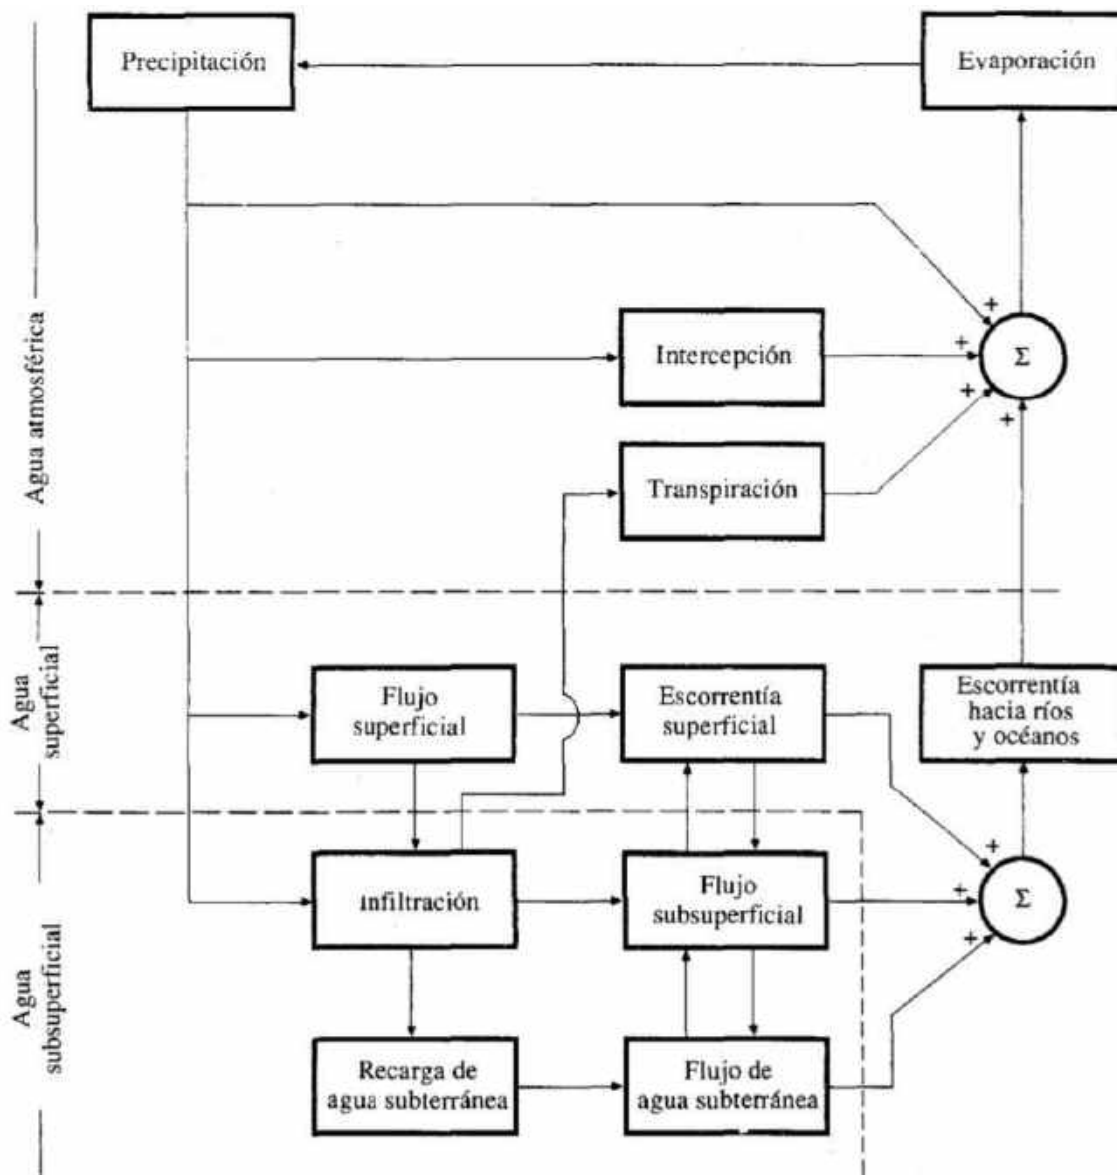 Precipitación
Evaporación
Agua atmosférica
+
Intercepción
+
Σ
+
+
Transpiración
Agua
superficial
Flujo
superficial
Escorrentía
superficial
Escorrentía
hacia ríos
y océanos
Agua
subsuperficial
Infiltración
Flujo
subsuperficial
+
+
Σ
+
Recarga de
agua subterránea
Flujo de
agua subterránea